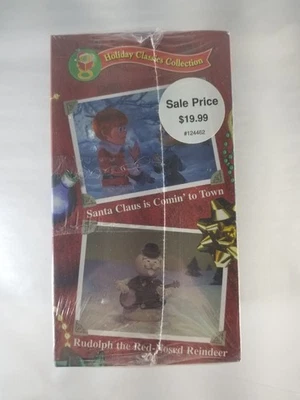 Holiday Classics Collection
Sale Price
$19.99
#124462
Santa Claus is Comin' to Town
Rudolph the Red-Nosed Reindeer